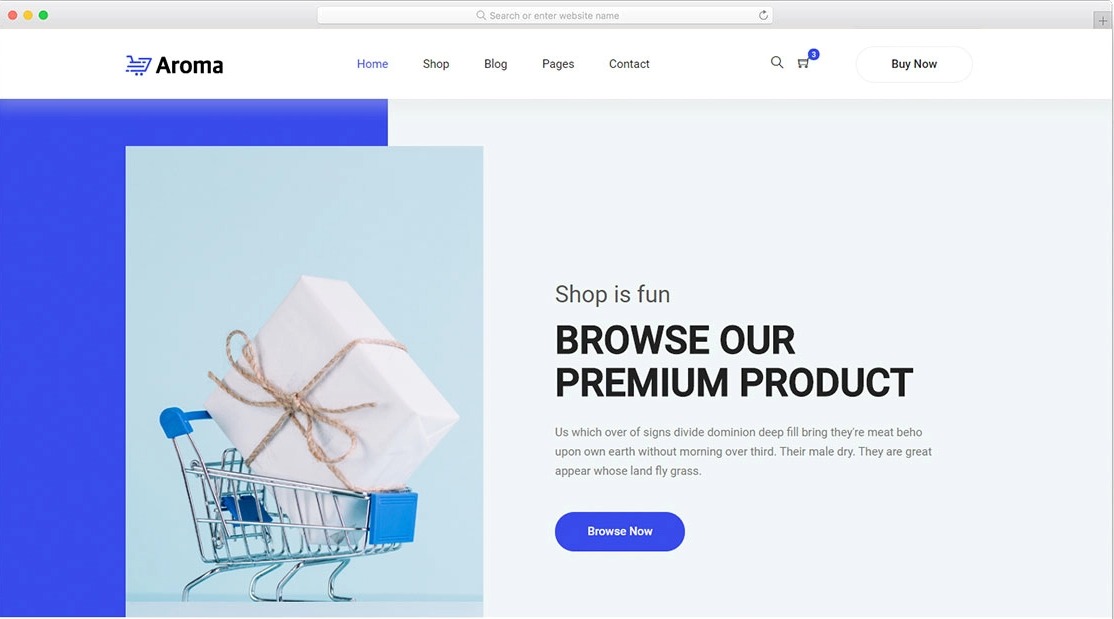 Search or enter website name
Aroma
Home Shop Blog Pages Contact 3 Buy Now
Shop is fun
BROWSE OUR
PREMIUM PRODUCT
Us which over of signs divide dominion deep fill bring they're meat beho
upon own earth without morning over third. Their male dry. They are great
appear whose land fly grass.
Browse Now